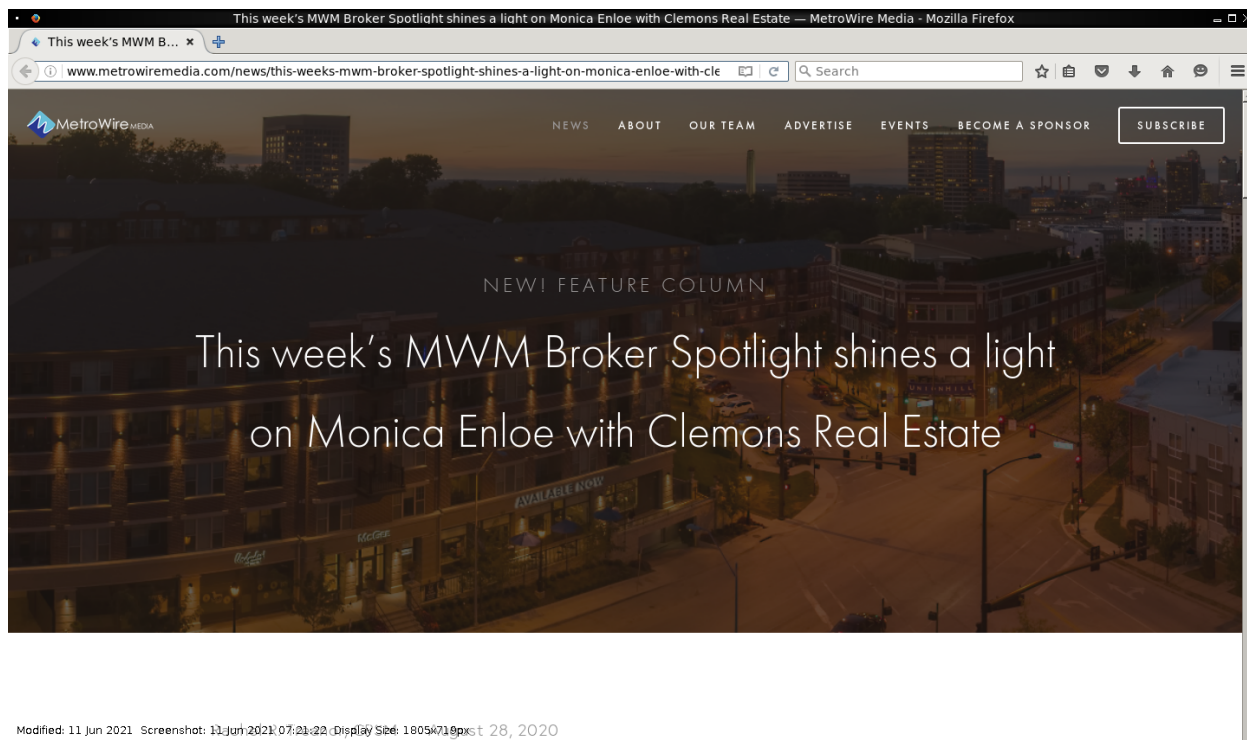 This week’s MWM Broker Spotlight shines a light on Monica Enloe with Clemons Real Estate — MetroWire Media - Mozilla Firefox
This week’s MWM B...
www.metrowiremedia.com/news/this-weeks-mwm-broker-spotlight-shines-a-light-on-monica-enloe-with-cle
Search
MetroWire MEDIA
NEWS ABOUT OUR TEAM ADVERTISE EVENTS BECOME A SPONSOR SUBSCRIBE
NEW! FEATURE COLUMN
This week’s MWM Broker Spotlight shines a light
on Monica Enloe with Clemons Real Estate
AVAILABLE NOW
McGee
Modified: 11 Jun 2021 Screenshot: 11 Jun 2021 07:21:22 Display Size: 1805x719px
August 28, 2020